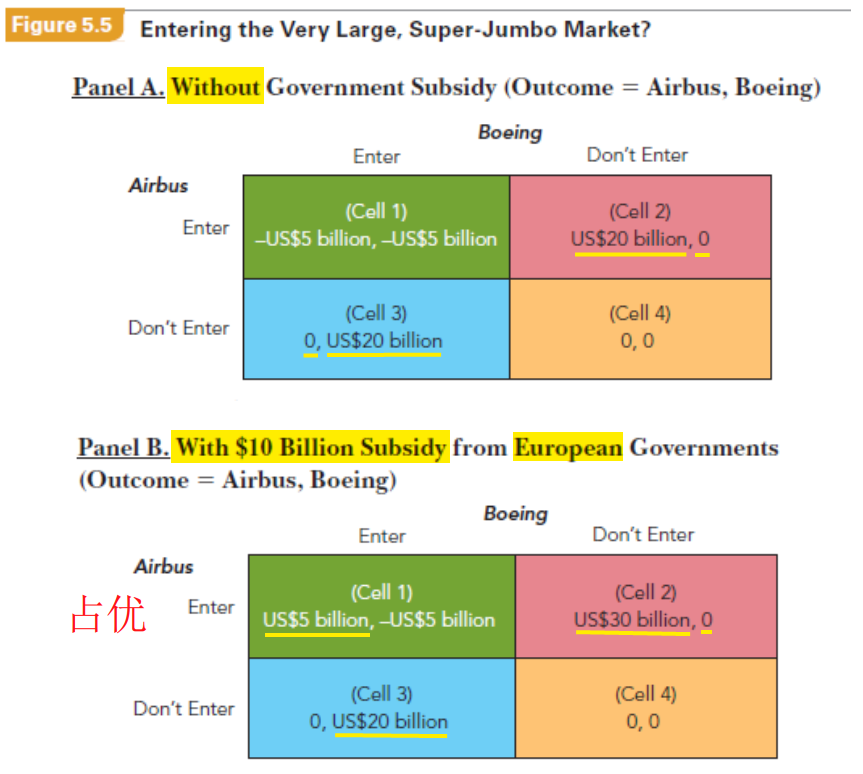 Figure 5.5 Entering the Very Large, Super-Jumbo Market?
Panel A. Without Government Subsidy (Outcome = Airbus, Boeing)
Boeing
Enter Don't Enter
Airbus
Enter
(Cell 1)
–US$5 billion, –US$5 billion
(Cell 2)
US$20 billion, 0
Don't Enter
(Cell 3)
0, US$20 billion
(Cell 4)
0, 0
Panel B. With $10 Billion Subsidy from European Governments
(Outcome = Airbus, Boeing)
Boeing
Enter Don't Enter
Airbus
占优 Enter
(Cell 1)
US$5 billion, –US$5 billion
(Cell 2)
US$30 billion, 0
Don't Enter
(Cell 3)
0, US$20 billion
(Cell 4)
0, 0